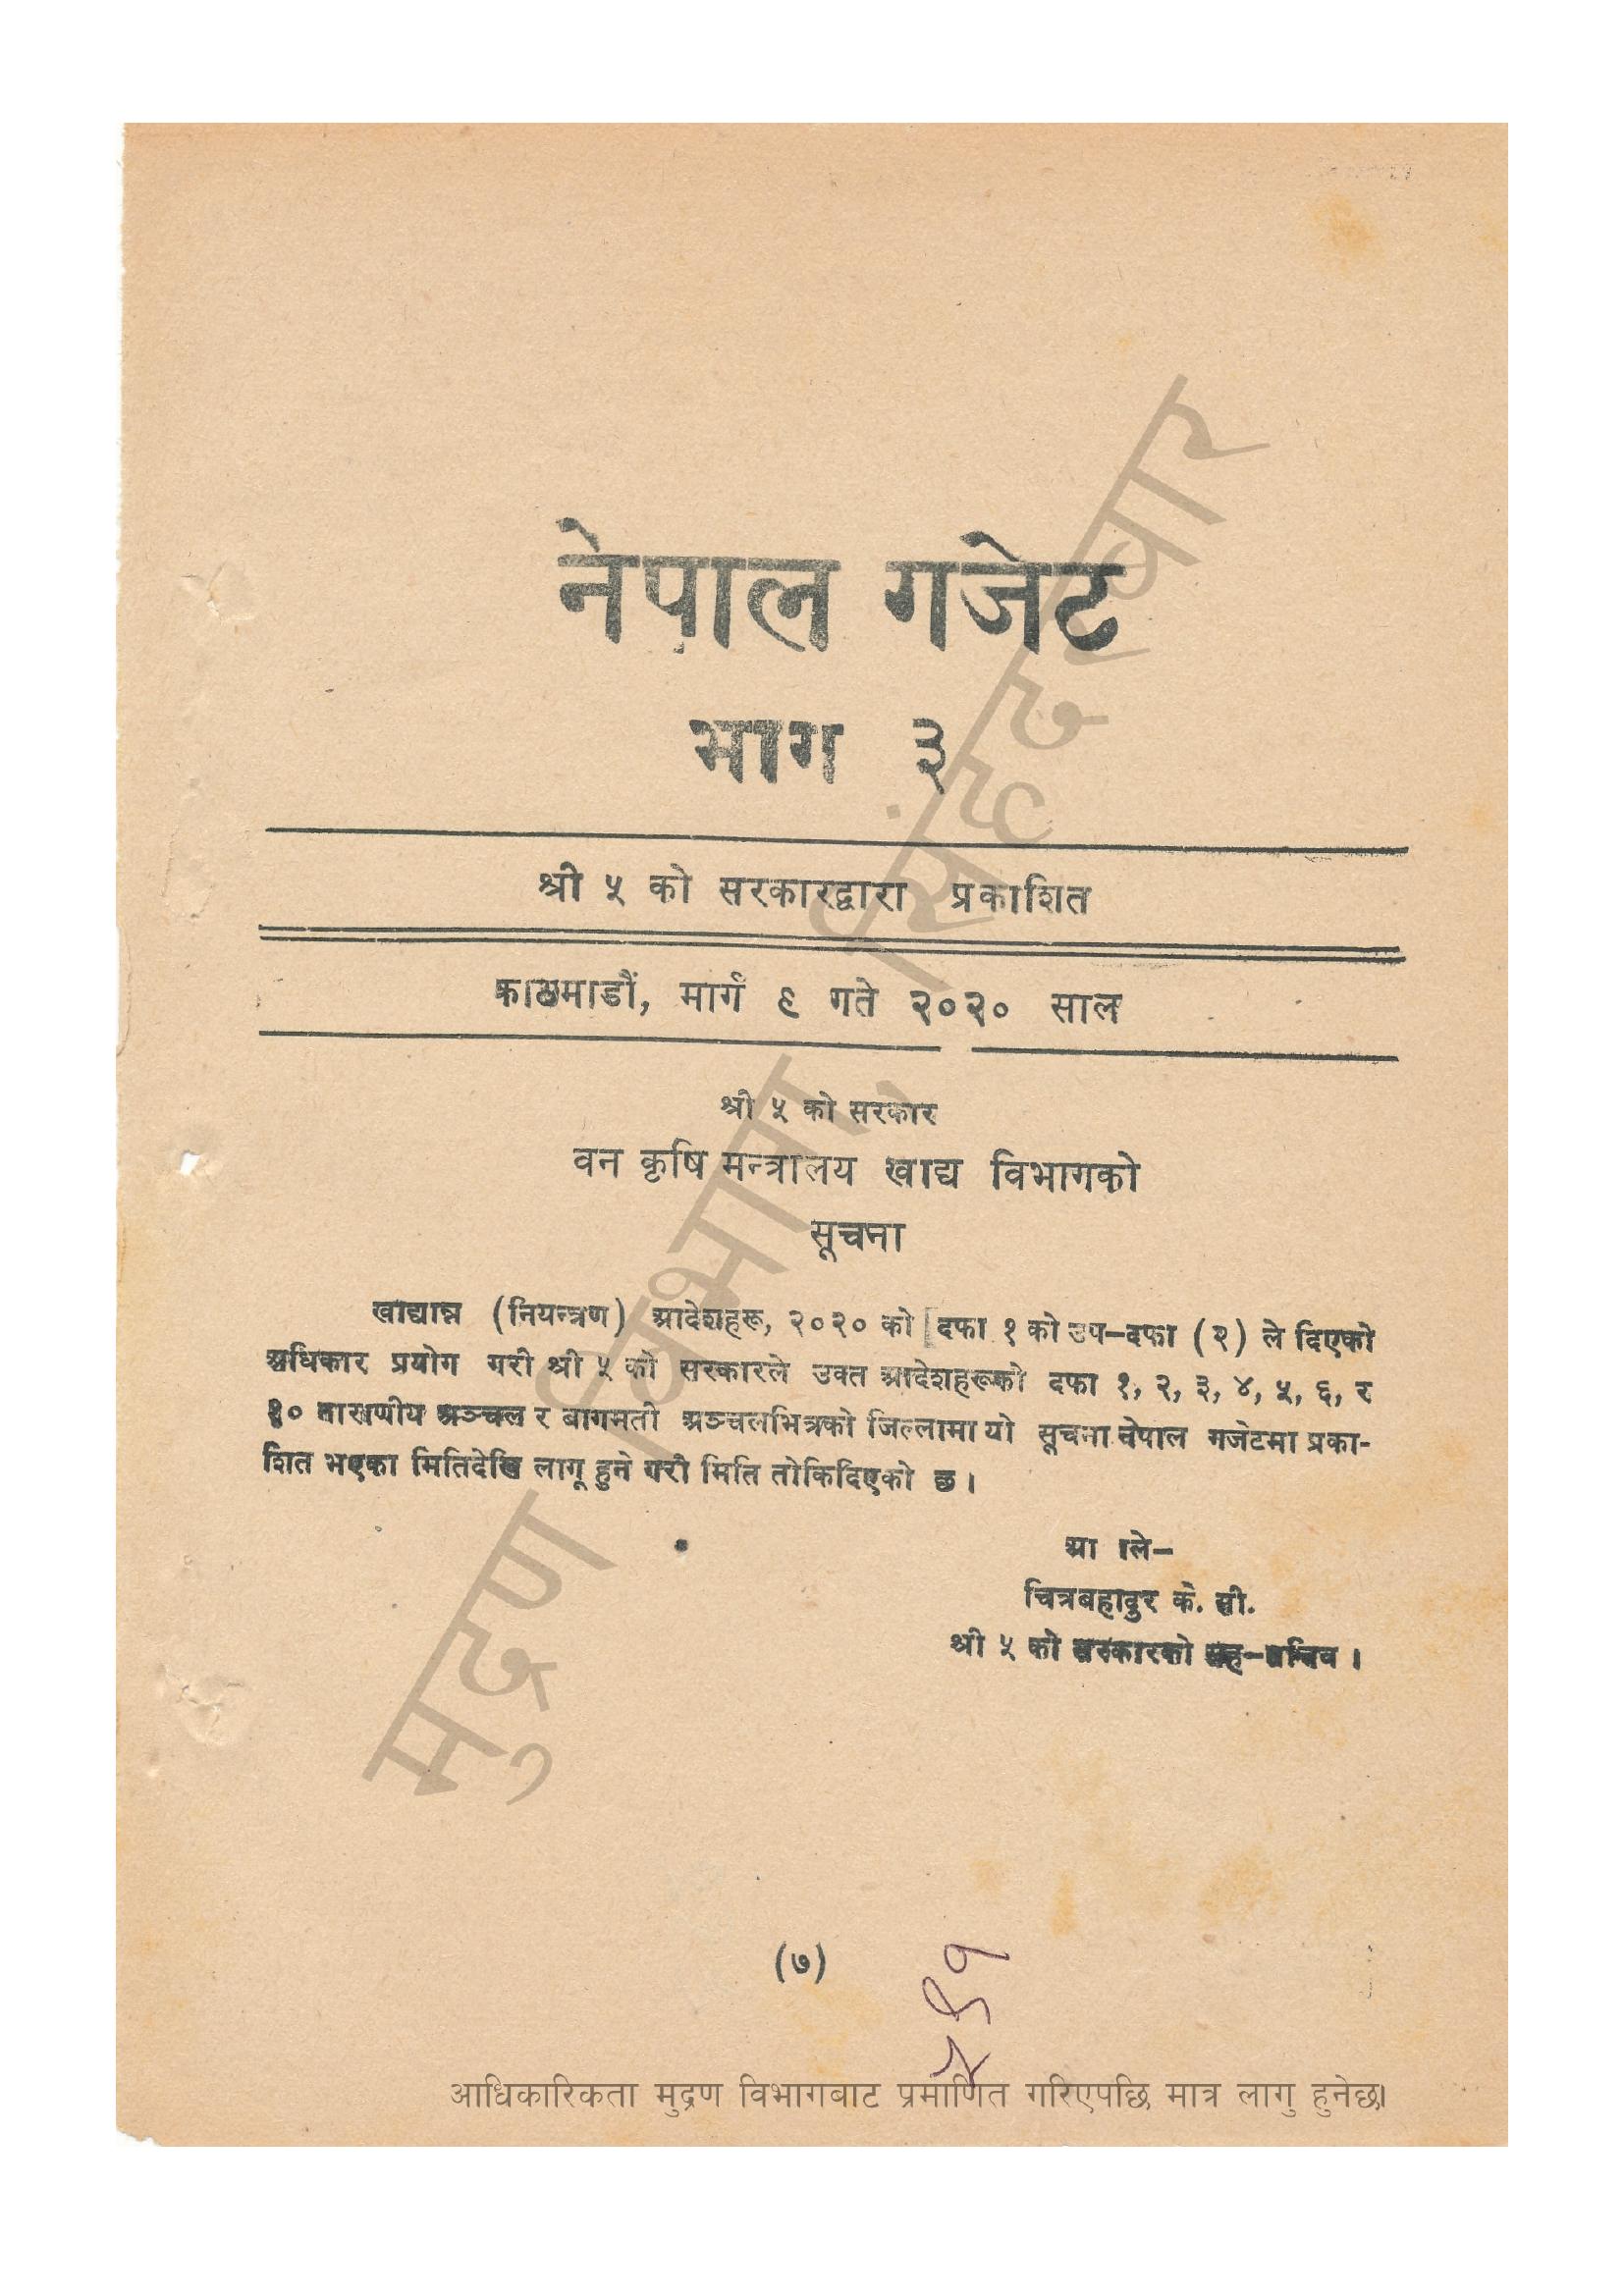 नेपाल गजेट
भाग ३
श्री ५ को सरकारद्वारा प्रकाशित
काठमाडौं, मार्ग ९ गते २०२० साल
श्री ५ को सरकार
वन कृषि मन्त्रालय खाद्य विभागको
सूचना
खाद्यान्न (नियन्त्रण) आदेशहरू, २०२० को दफा १ को उप-दफा (२) ले दिएको
अधिकार प्रयोग गरी श्री ५ को सरकारले उक्त आदेशहरूको दफा १, २, ३, ४, ५, ६, र
१० अञ्चल र बागमती अञ्चलभित्रको जिल्लामा यो सूचना नेपाल गजेटमा प्रका-
शित भएका मितिदेखि लागू हुने गरी मिति तोकिदिएको छ।
चित्रबहादुर के. सी.
श्री ५ को सरकारको सह-सचिव।
(७)
मुद्रण विभाग, सिंहदरबार
आधिकारिकता मुद्रण विभागबाट प्रमाणित गरिएपछि मात्र लागु हुनेछ।